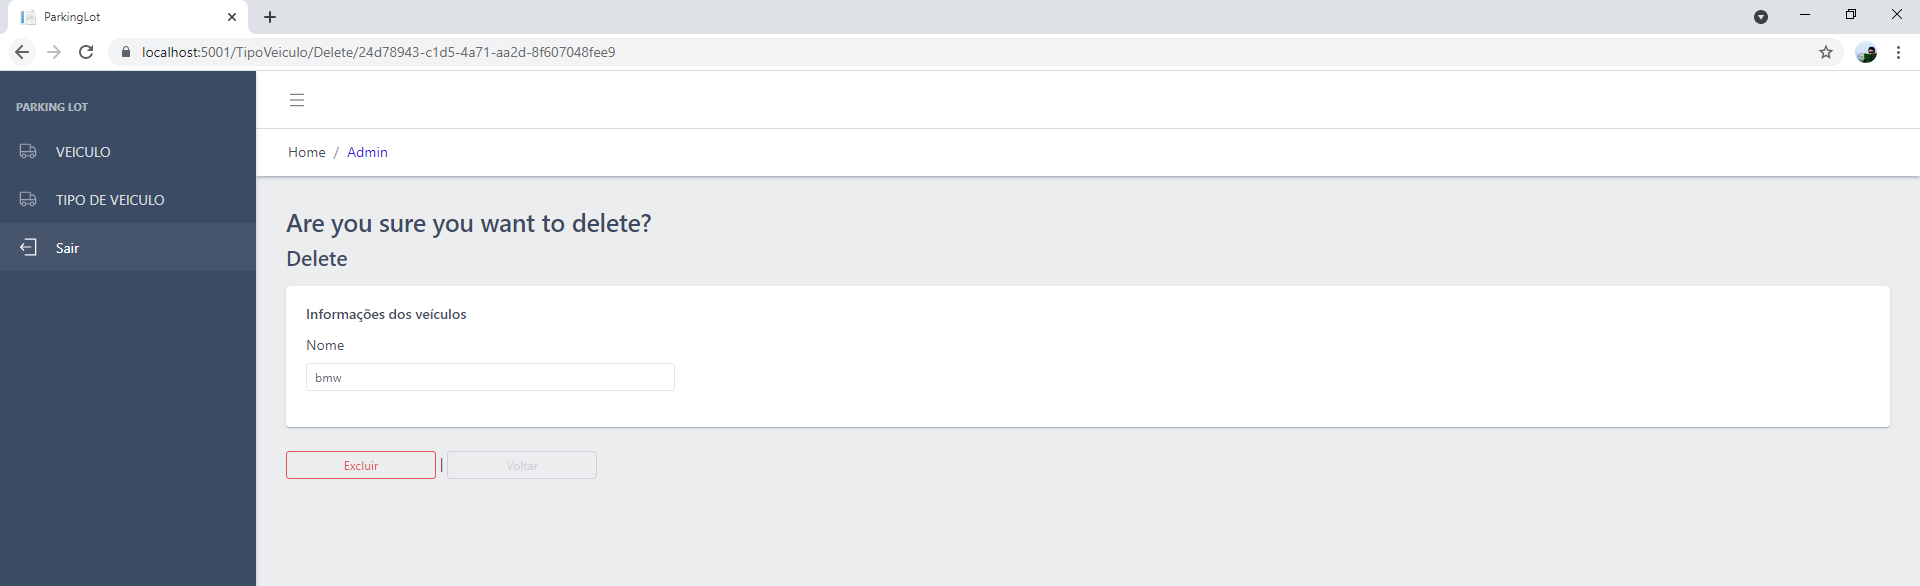 ParkingLot
localhost:5001/TipoVeiculo/Delete/24d78943-c1d5-4a71-aa2d-8f607048fee9
PARKING LOT
VEICULO
TIPO DE VEICULO
Sair
Home / Admin
Are you sure you want to delete?
Delete
Informações dos veículos
Nome
bmw
Excluir | Voltar